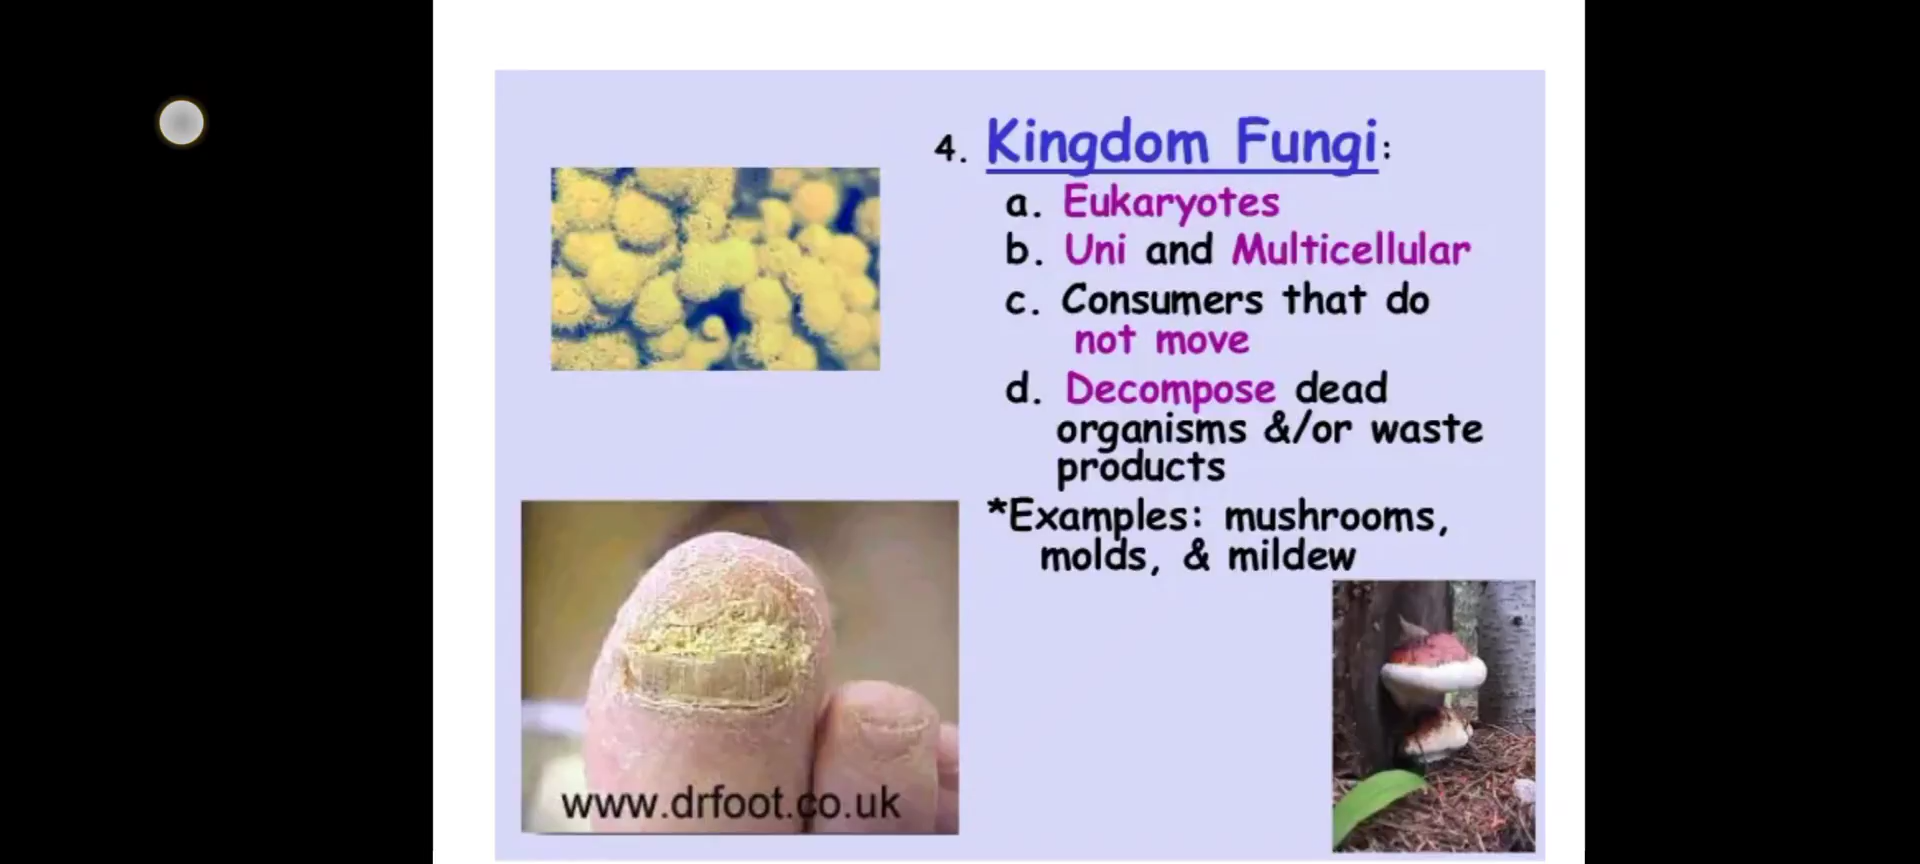 4. Kingdom Fungi:
a. Eukaryotes
b. Uni and Multicellular
c. Consumers that do
not move
d. Decompose dead
organisms &/or waste
products
*Examples: mushrooms,
molds, & mildew
www.drfoot.co.uk